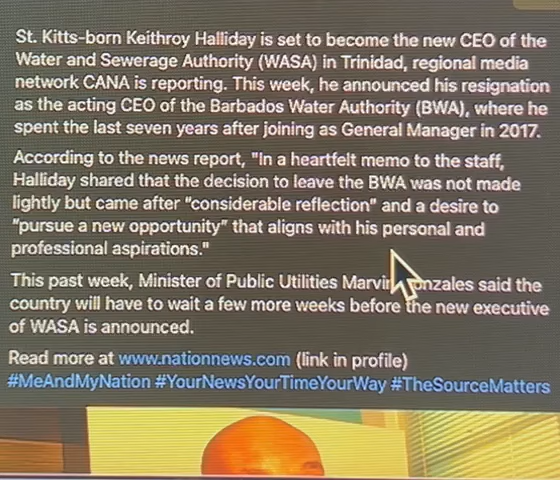 St. Kitts-born Keithroy Halliday is set to become the new CEO of the
Water and Sewerage Authority (WASA) in Trinidad, regional media
network CANA is reporting. This week, he announced his resignation
as the acting CEO of the Barbados Water Authority (BWA), where he
spent the last seven years after joining as General Manager in 2017.
According to the news report, "In a heartfelt memo to the staff,
Halliday shared that the decision to leave the BWA was not made
lightly but came after "considerable reflection" and a desire to
"pursue a new opportunity" that aligns with his personal and
professional aspirations."
This past week, Minister of Public Utilities said the
country will have to wait a few more weeks before the new executive
of WASA is announced.
Read more at www.nationnews.com (link in profile)
#MeAndMyNation #YourNewsYourTimeYourWay #TheSourceMatters